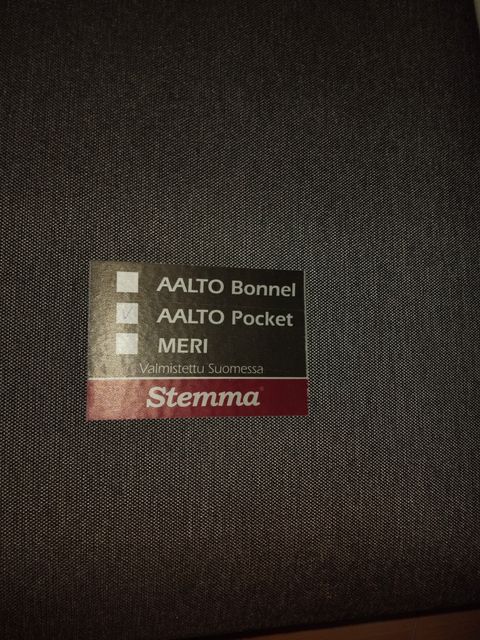 AALTO Bonnel
AALTO Pocket
MERI
Valmistettu Suomessa
Stemma